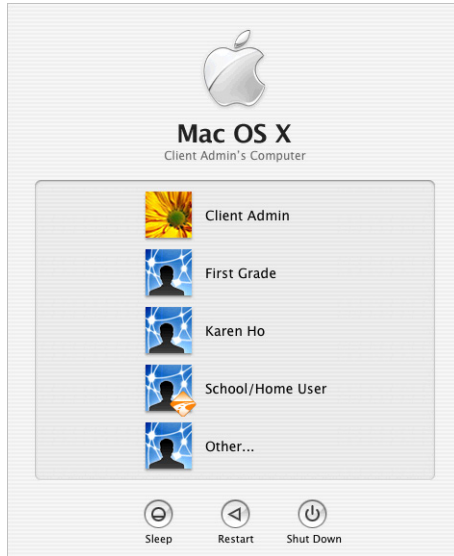 Mac OS X
Client Admin's Computer
Client Admin
First Grade
Karen Ho
School/Home User
Other...
Sleep Restart Shut Down